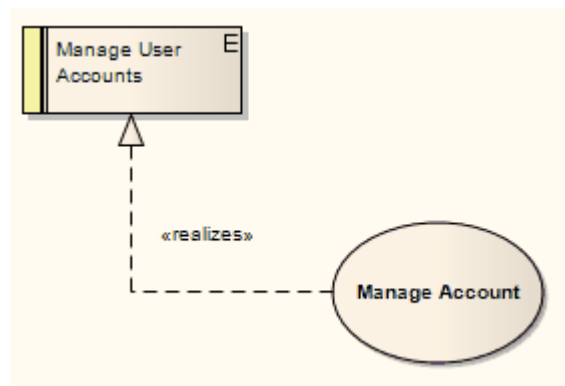 Manage User
Accounts
E
«realizes»
Manage Account